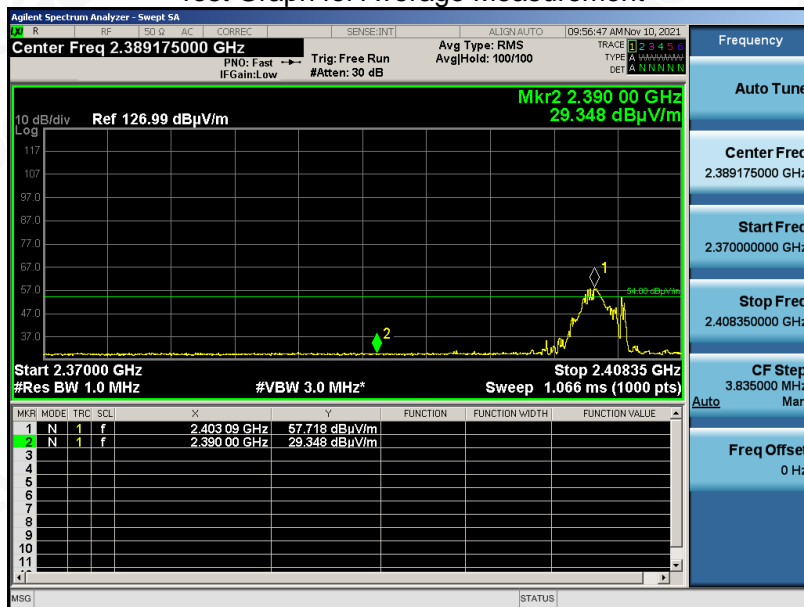 Agilent Spectrum Analyzer - Swept SA
LXI R RF 50 Ω AC CORREC SENSE:INT ALIGN AUTO 09:56:47 AM Nov 10, 2021
Center Freq 2.389175000 GHz Avg Type: RMS TRACE 1 2 3 4 5 6
PNO: Fast Trig: Free Run Avg|Hold: 100/100 TYPE A WWWWW
IFGain:Low #Atten: 30 dB DET A N N N N N
Mkr2 2.390 00 GHz
10 dB/div Ref 126.99 dBµV/m 29.348 dBµV/m
Log
117
107
97.0
87.0
77.0
67.0
1
57.0
54.00 dBµV/m
47.0
37.0
2
Start 2.37000 GHz Stop 2.40835 GHz
#Res BW 1.0 MHz #VBW 3.0 MHz* Sweep 1.066 ms (1000 pts)
MKR MODE TRC SCL X Y FUNCTION FUNCTION WIDTH FUNCTION VALUE
1 N 1 f 2.403 09 GHz 57.718 dBµV/m
2 N 1 f 2.390 00 GHz 29.348 dBµV/m
3
4
5
6
7
8
9
10
11
MSG STATUS
Frequency
Auto Tune
Center Freq
2.389175000 GHz
Start Freq
2.370000000 GHz
Stop Freq
2.408350000 GHz
CF Step
3.835000 MHz
Auto Man
Freq Offset
0 Hz